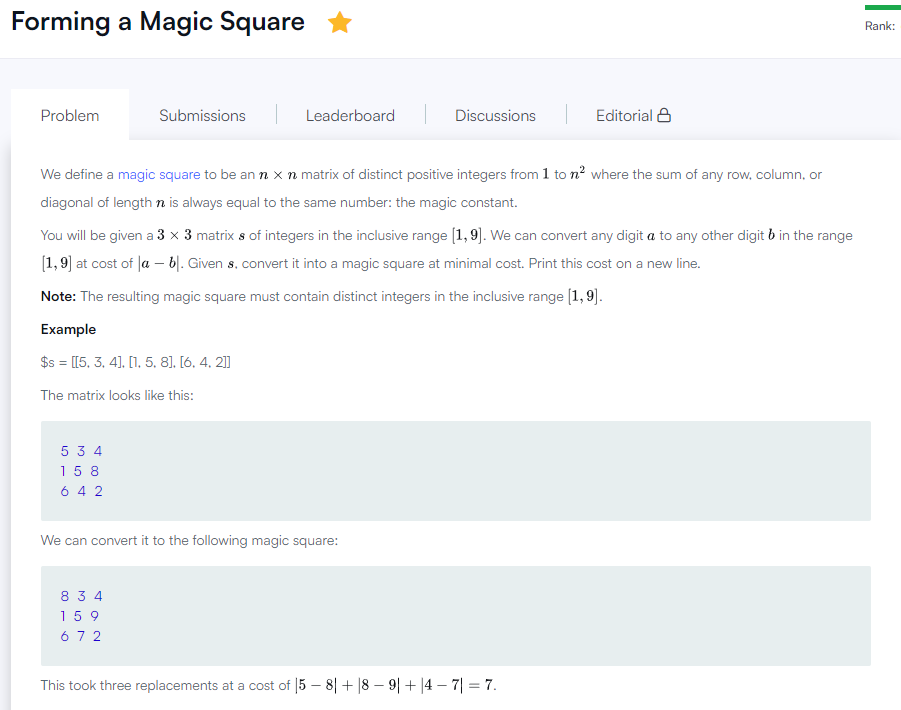 Forming a Magic Square
Rank:
Problem
Submissions
Leaderboard
Discussions
Editorial
We define a magic square to be an n × n matrix of distinct positive integers from 1 to n² where the sum of any row, column, or
diagonal of length n is always equal to the same number: the magic constant.
You will be given a 3 × 3 matrix s of integers in the inclusive range [1, 9]. We can convert any digit a to any other digit b in the range
[1, 9] at cost of |a − b|. Given s, convert it into a magic square at minimal cost. Print this cost on a new line.
Note: The resulting magic square must contain distinct integers in the inclusive range [1, 9].
Example
$s = [[5, 3, 4], [1, 5, 8], [6, 4, 2]]
The matrix looks like this:
5 3 4
1 5 8
6 4 2
We can convert it to the following magic square:
8 3 4
1 5 9
6 7 2
This took three replacements at a cost of |5 − 8| + |8 − 9| + |4 − 7| = 7.